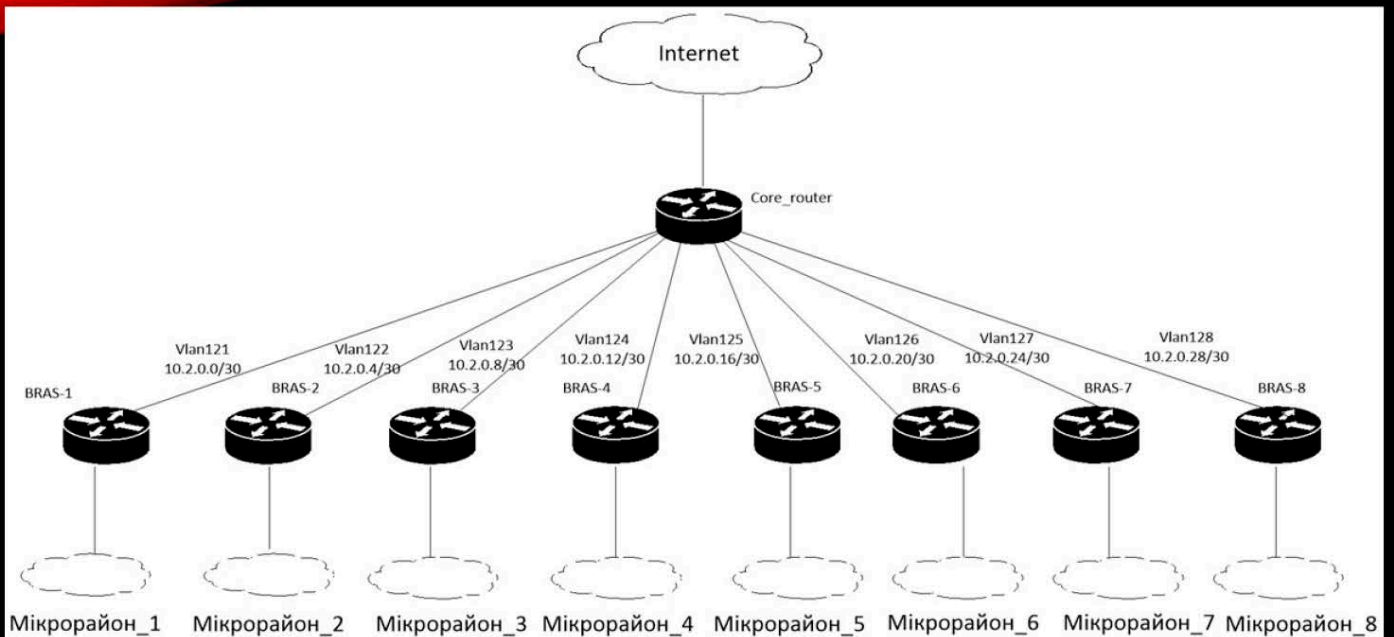 Internet
Core_router
Vlan121
10.2.0.0/30
Vlan122
10.2.0.4/30
Vlan123
10.2.0.8/30
Vlan124
10.2.0.12/30
Vlan125
10.2.0.16/30
Vlan126
10.2.0.20/30
Vlan127
10.2.0.24/30
Vlan128
10.2.0.28/30
BRAS-1
BRAS-2
BRAS-3
BRAS-4
BRAS-5
BRAS-6
BRAS-7
BRAS-8
Мікрорайон_1
Мікрорайон_2
Мікрорайон_3
Мікрорайон_4
Мікрорайон_5
Мікрорайон_6
Мікрорайон_7
Мікрорайон_8